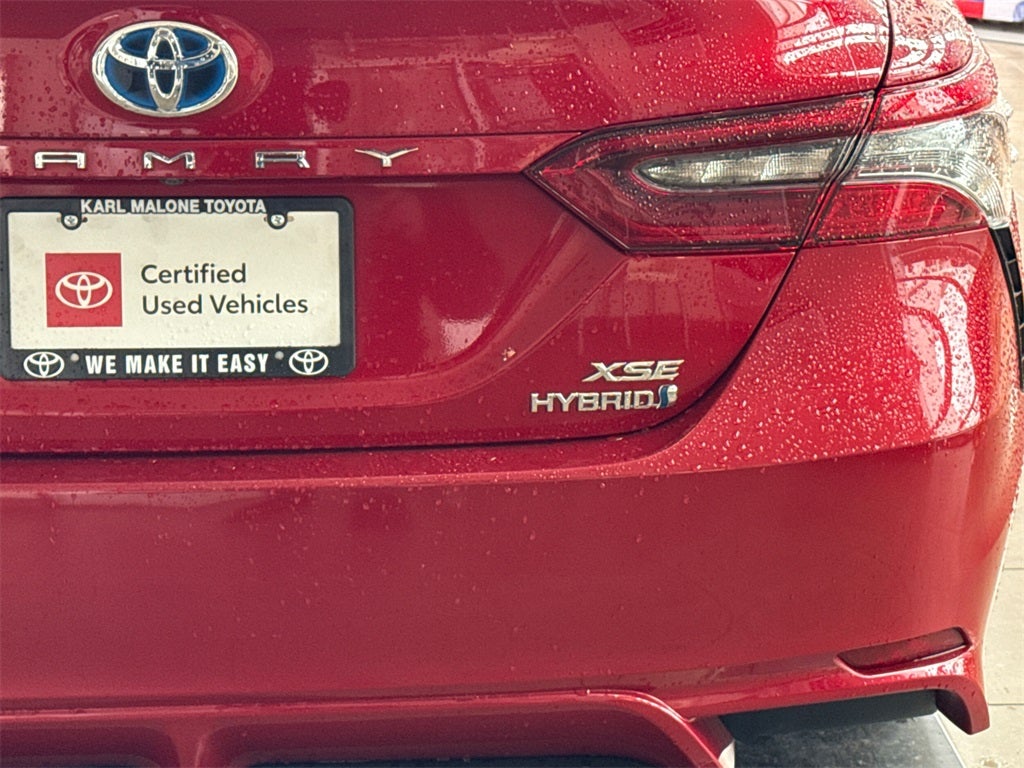 AMRY
KARL MALONE TOYOTA
Certified
Used Vehicles
WE MAKE IT EASY
XSE
HYBRID